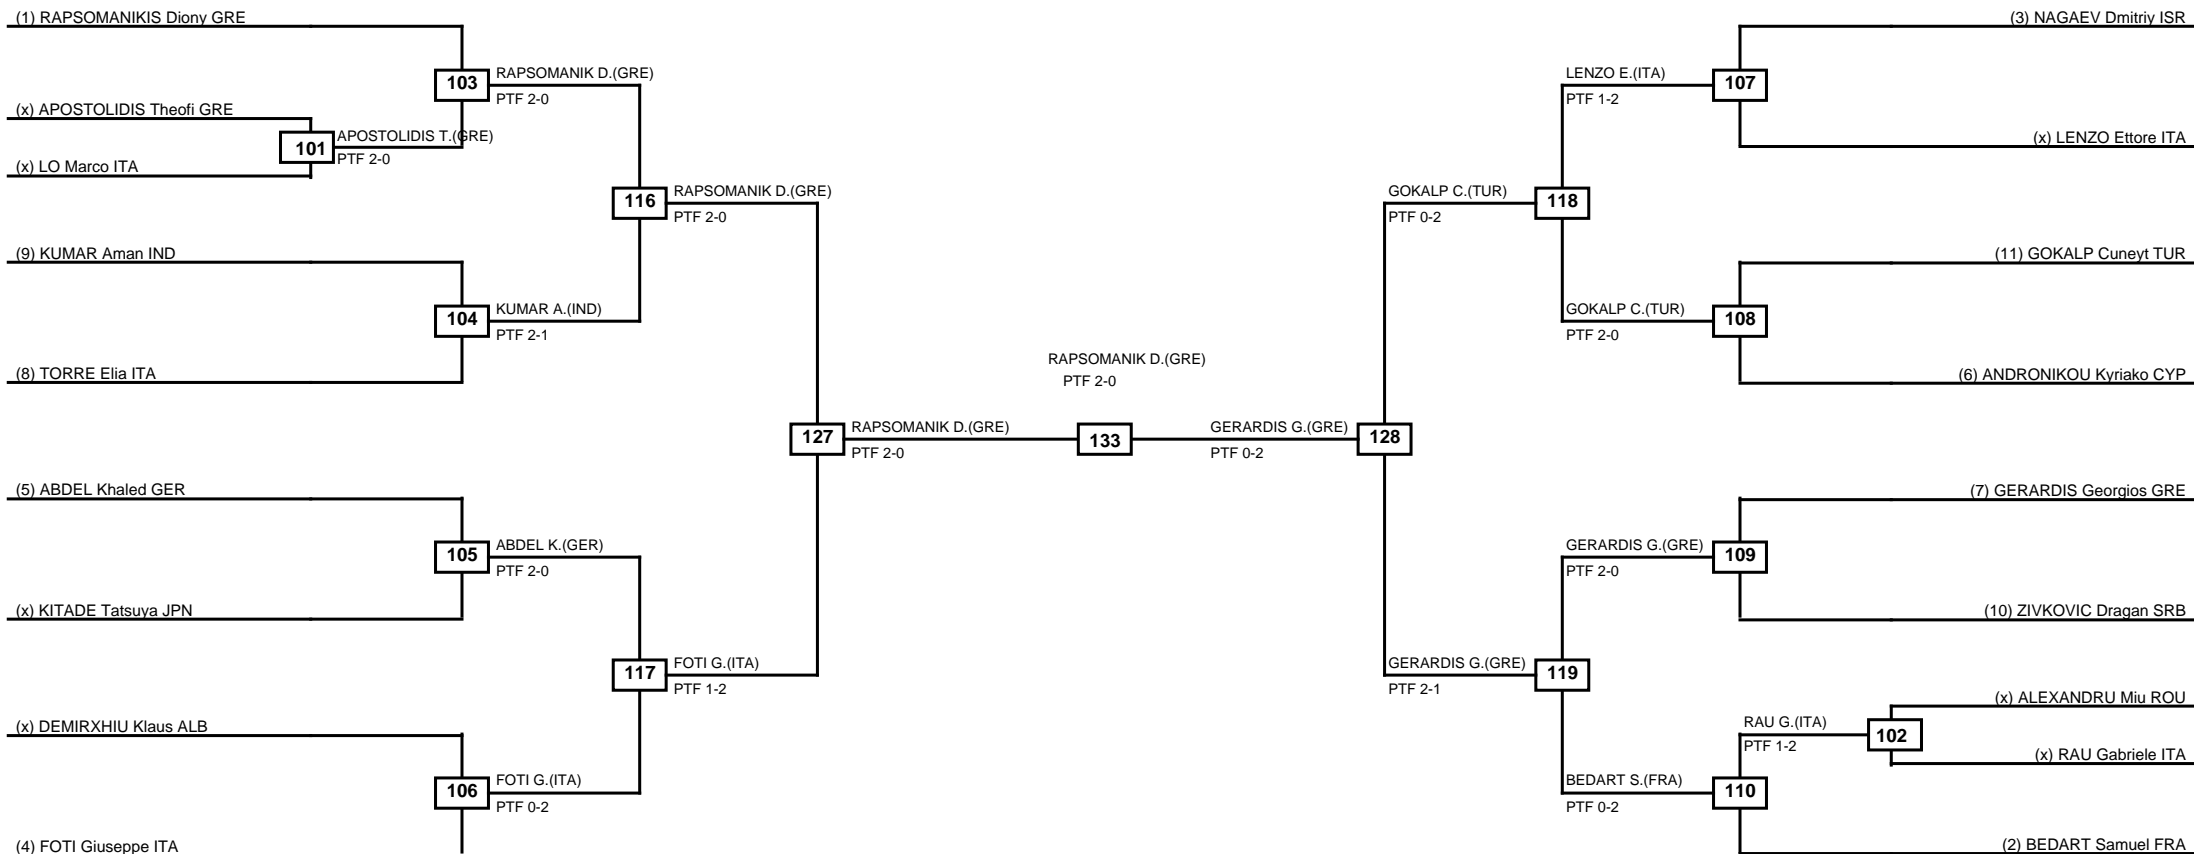 (1) RAPSOMANIKIS Diony GRE
(3) NAGAEV Dmitriy ISR
103
RAPSOMANIK D.(GRE)
PTF 2-0
LENZO E.(ITA)
PTF 1-2
107
(x) APOSTOLIDIS Theofi GRE
101
APOSTOLIDIS T.(GRE)
PTF 2-0
(x) LENZO Ettore ITA
(x) LO Marco ITA
116
RAPSOMANIK D.(GRE)
PTF 2-0
GOKALP C.(TUR)
PTF 0-2
118
(9) KUMAR Aman IND
(11) GOKALP Cuneyt TUR
104
KUMAR A.(IND)
PTF 2-1
GOKALP C.(TUR)
PTF 2-0
108
RAPSOMANIK D.(GRE)
PTF 2-0
(8) TORRE Elia ITA
(6) ANDRONIKOU Kyriako CYP
127
RAPSOMANIK D.(GRE)
PTF 2-0
133
GERARDIS G.(GRE)
PTF 0-2
128
(5) ABDEL Khaled GER
(7) GERARDIS Georgios GRE
105
ABDEL K.(GER)
PTF 2-0
GERARDIS G.(GRE)
PTF 2-0
109
(x) KITADE Tatsuya JPN
(10) ZIVKOVIC Dragan SRB
117
FOTI G.(ITA)
PTF 1-2
GERARDIS G.(GRE)
PTF 2-1
119
(x) ALEXANDRU Miu ROU
(x) DEMIRXHIU Klaus ALB
RAU G.(ITA)
PTF 1-2
102
(x) RAU Gabriele ITA
106
FOTI G.(ITA)
PTF 0-2
BEDART S.(FRA)
PTF 0-2
110
(4) FOTI Giuseppe ITA
(2) BEDART Samuel FRA